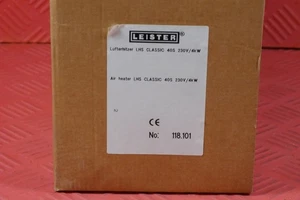 LEISTER
Lufterhitzer LHS CLASSIC 40S 230V/4kW
Air heater LHS CLASSIC 40S 230V/4kW
CE
No: 118.101